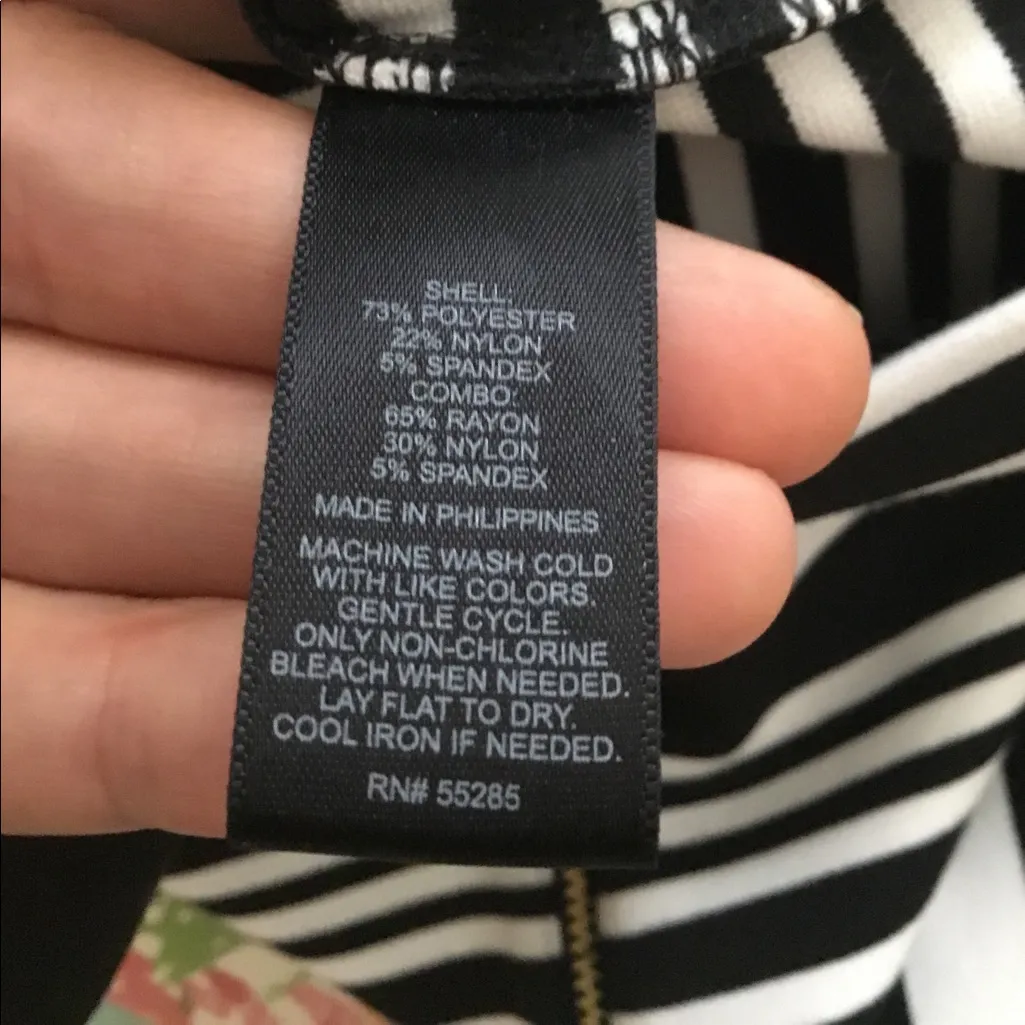 SHELL:
73% POLYESTER
22% NYLON
5% SPANDEX
COMBO:
65% RAYON
30% NYLON
5% SPANDEX
MADE IN PHILIPPINES
MACHINE WASH COLD
WITH LIKE COLORS.
GENTLE CYCLE.
ONLY NON-CHLORINE
BLEACH WHEN NEEDED.
LAY FLAT TO DRY.
COOL IRON IF NEEDED.
RN# 55285